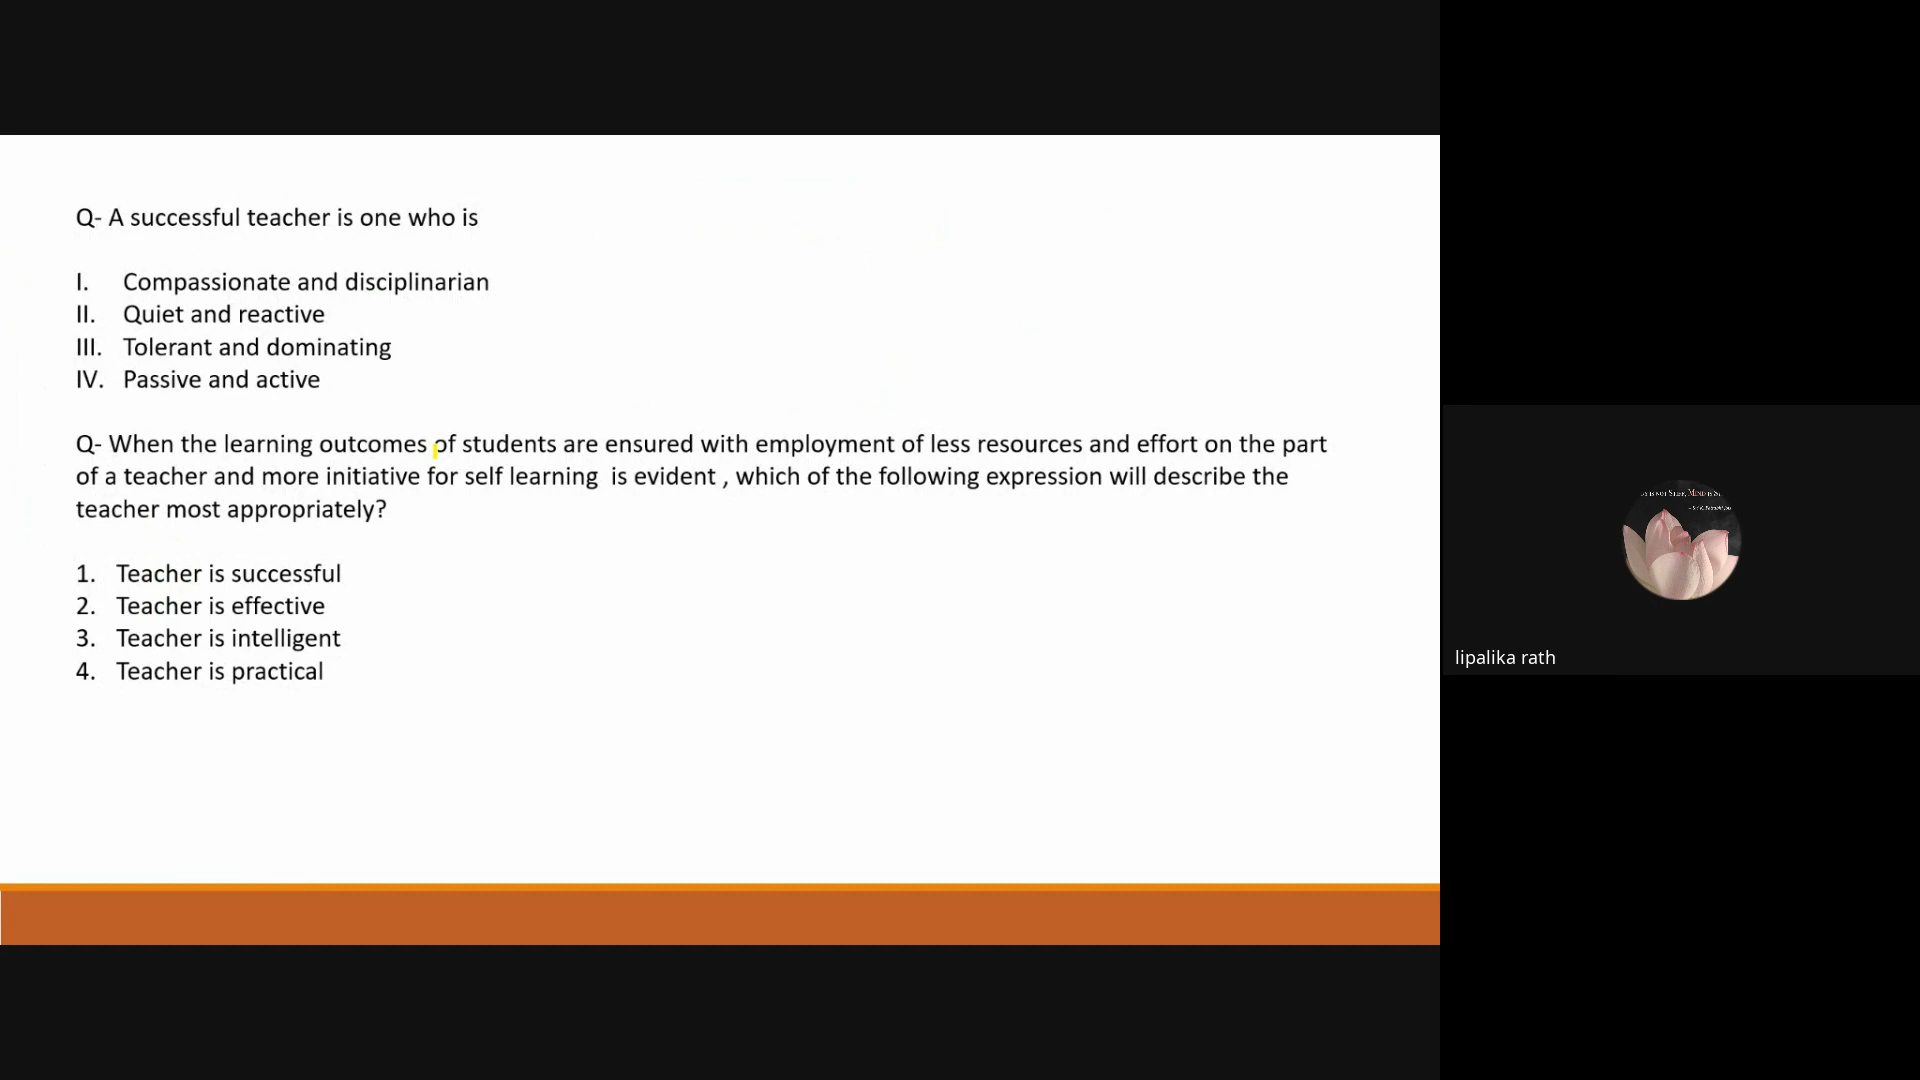 Q- A successful teacher is one who is
I. Compassionate and disciplinarian
II. Quiet and reactive
III. Tolerant and dominating
IV. Passive and active
Q- When the learning outcomes of students are ensured with employment of less resources and effort on the part
of a teacher and more initiative for self learning is evident , which of the following expression will describe the
teacher most appropriately?
1. Teacher is successful
2. Teacher is effective
3. Teacher is intelligent
4. Teacher is practical
lipalika rath